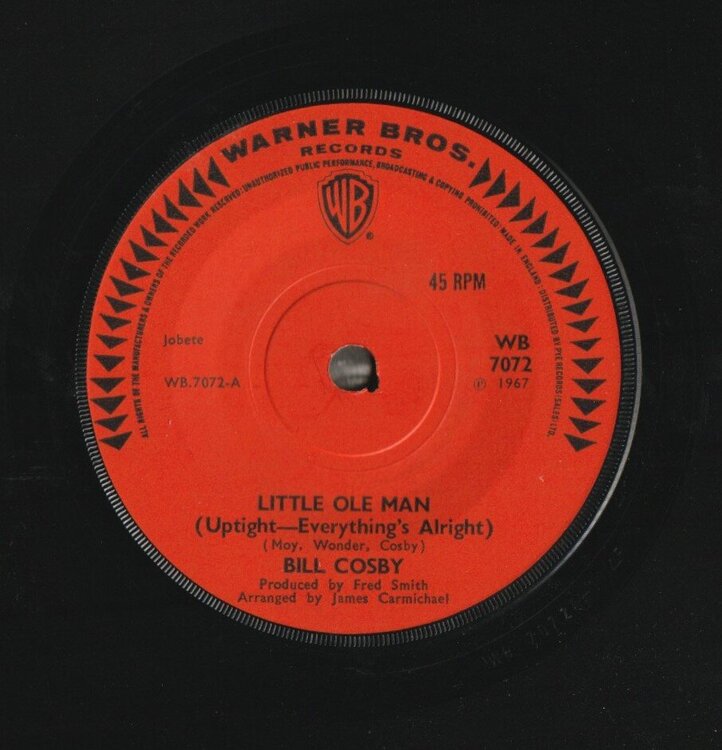 WARNER BROS.
RECORDS
ALL RIGHTS OF THE MANUFACTURERS & OWNERS OF THE RECORDED WORK RESERVED: UNAUTHORIZED PUBLIC PERFORMANCE, BROADCASTING & COPYING PROHIBITED: MADE IN ENGLAND: DISTRIBUTED BY PYE RECORDS (SALES) LTD.
WB
®
45 RPM
Jobete
WB
7072
WB.7072-A
℗ 1967
LITTLE OLE MAN
(Uptight—Everything's Alright)
(Moy, Wonder, Cosby)
BILL COSBY
Produced by Fred Smith
Arranged by James Carmichael